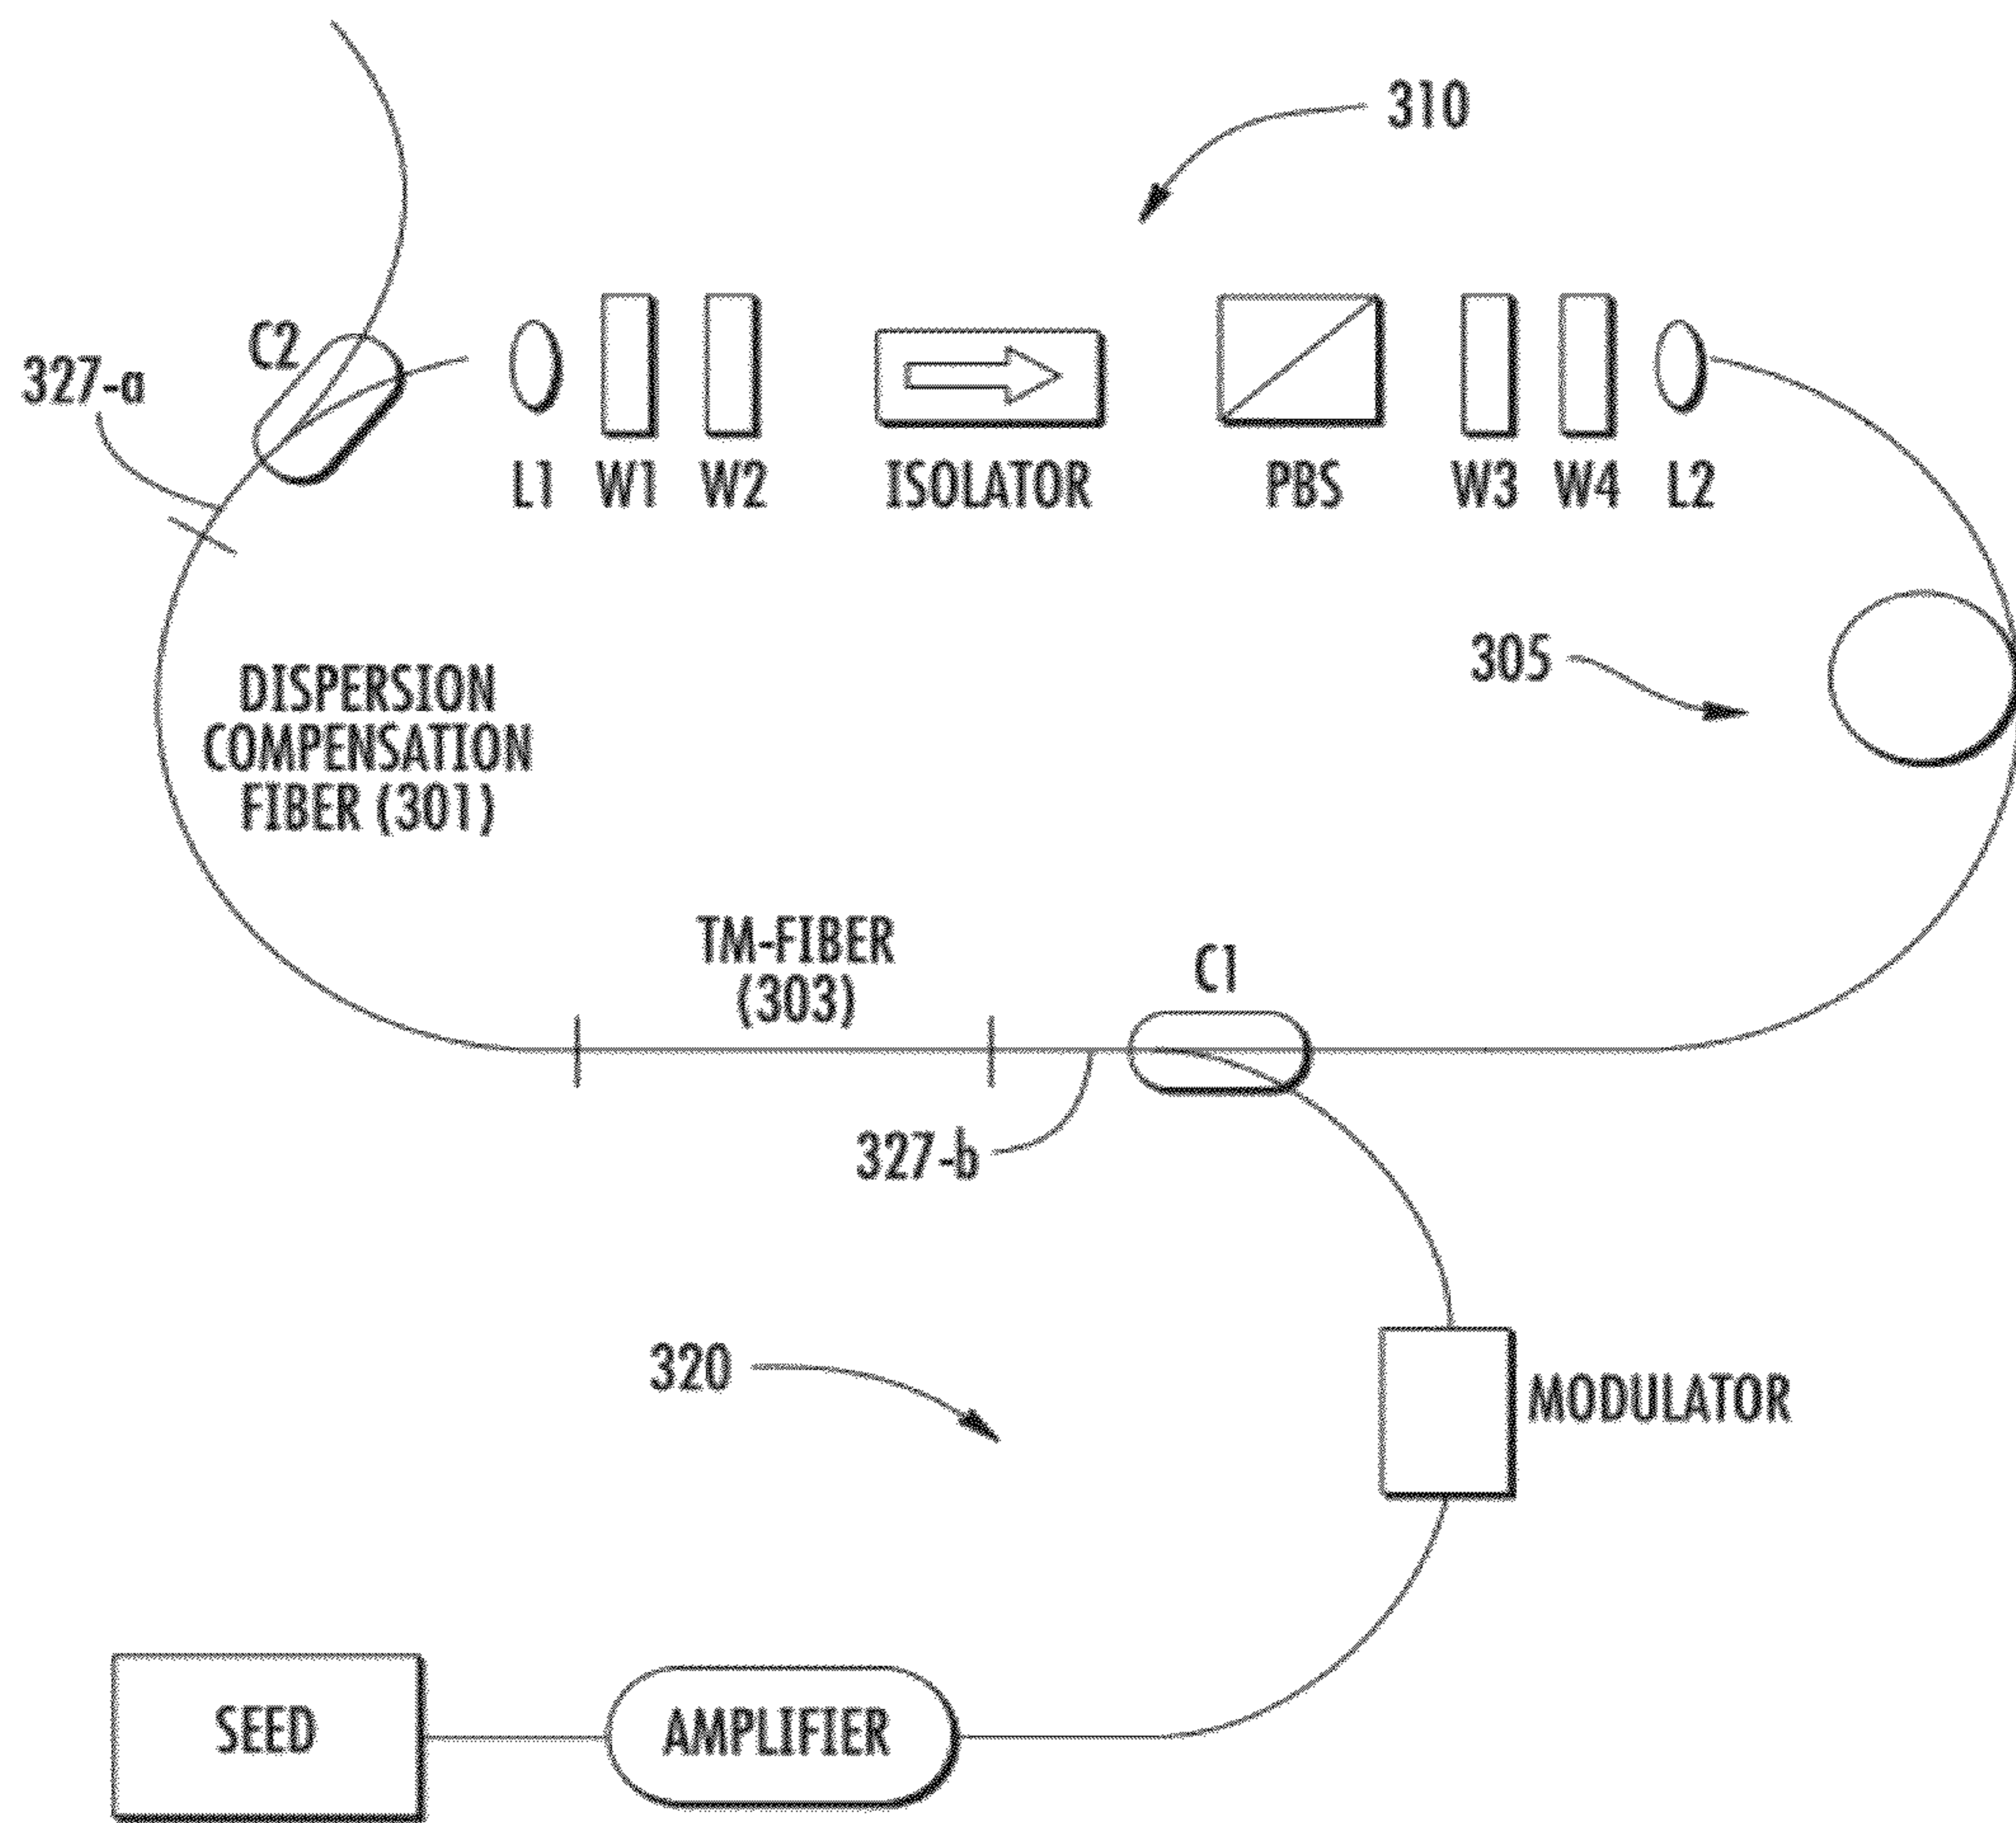 310
C2
327-a
L1 W1 W2 ISOLATOR PBS W3 W4 L2
305
DISPERSION
COMPENSATION
FIBER (301)
TM-FIBER
(303)
C1
327-b
320
MODULATOR
SEED
AMPLIFIER